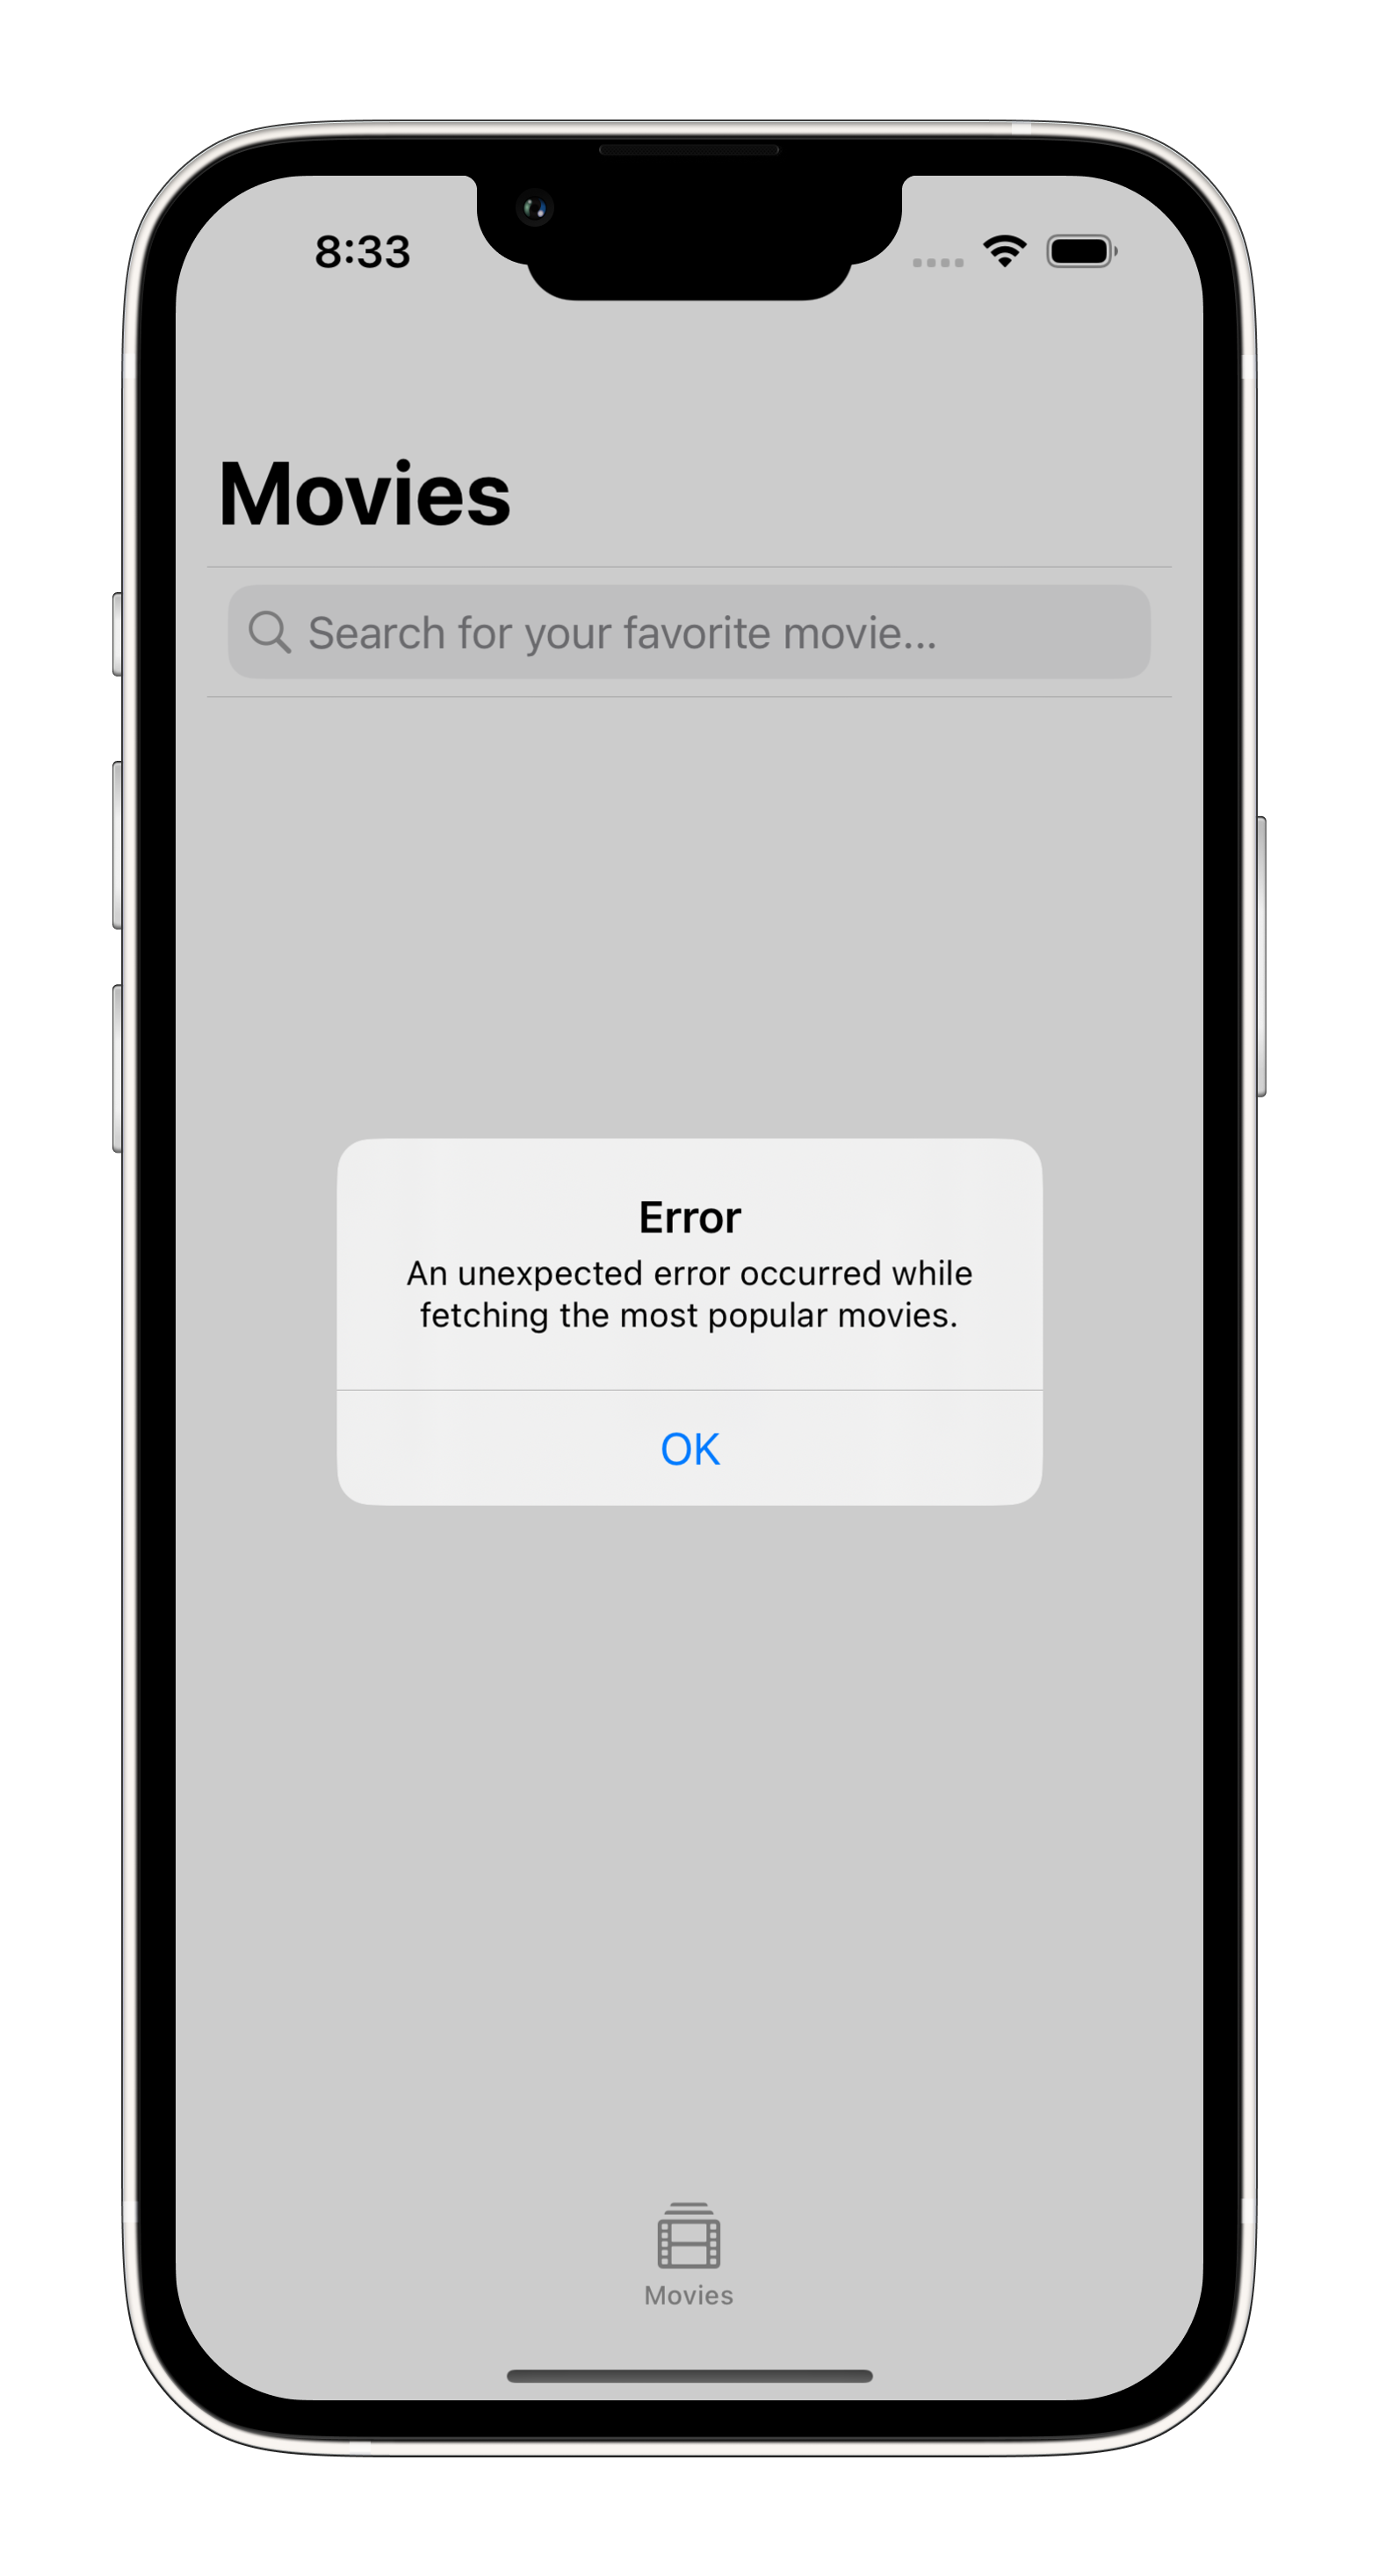 8:33
Movies
Search for your favorite movie...
Error
An unexpected error occurred while
fetching the most popular movies.
OK
Movies